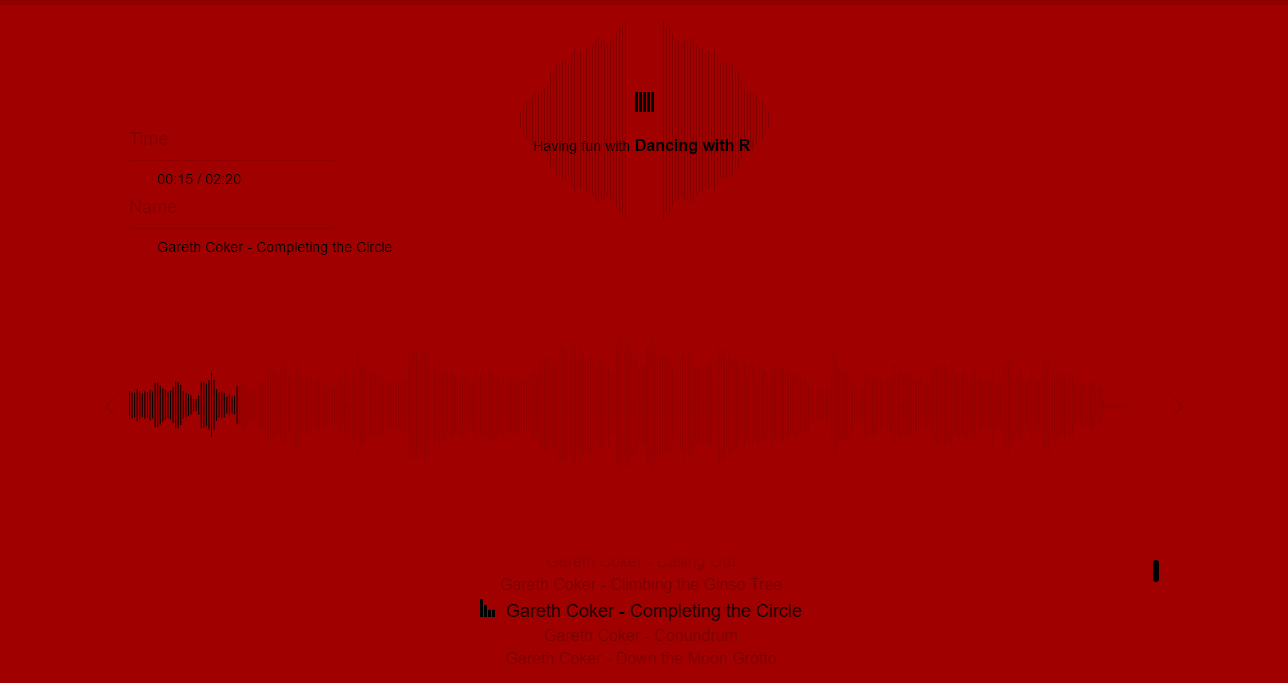 Having fun with Dancing with R
Time
00:15 / 02:20
Name
Gareth Coker - Completing the Circle
Gareth Coker - Calling Out
Gareth Coker - Climbing the Ginso Tree
Gareth Coker - Completing the Circle
Gareth Coker - Conundrum
Gareth Coker - Down the Moon Grotto